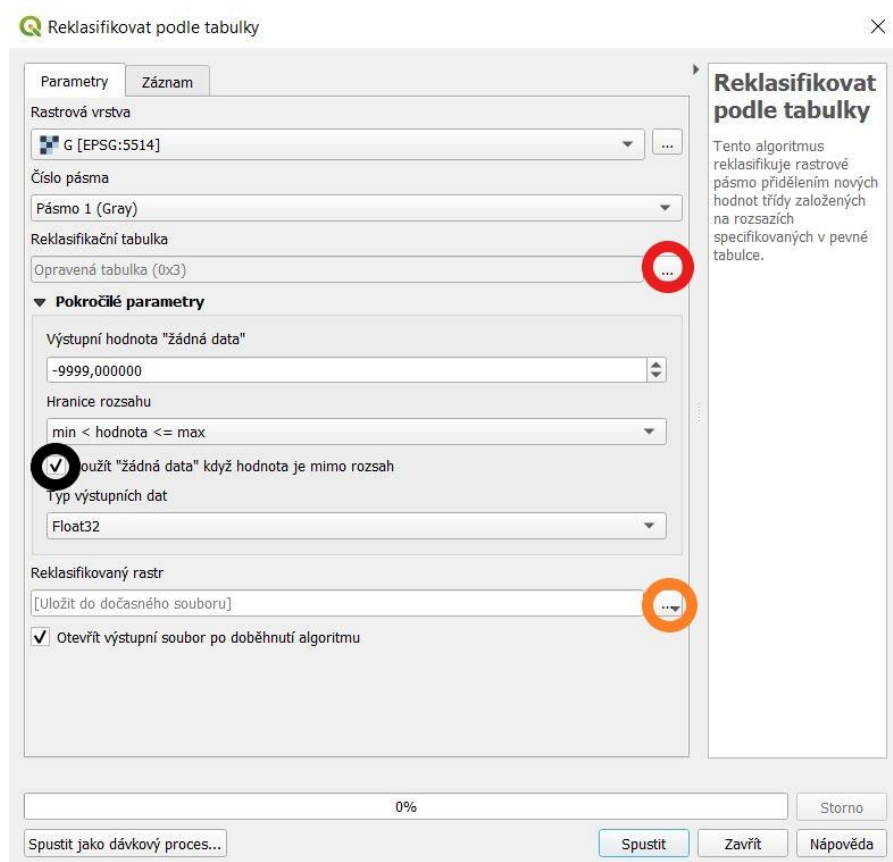 Reklasifikovat podle tabulky
Parametry
Záznam
Rastrová vrstva
G [EPSG:5514]
...
Číslo pásma
Pásmo 1 (Gray)
Reklasifikační tabulka
Opravená tabulka (0x3)
...
Pokročilé parametry
Výstupní hodnota "žádná data"
-9999,000000
Hranice rozsahu
min < hodnota <= max
oužít "žádná data" když hodnota je mimo rozsah
Typ výstupních dat
Float32
Reklasifikovaný rastr
[Uložit do dočasného souboru]
...
Otevřít výstupní soubor po doběhnutí algoritmu
Reklasifikovat
podle tabulky
Tento algoritmus
reklasifikuje rastrové
pásmo přidělením nových
hodnot třídy založených
na rozsazích
specifikovaných v pevné
tabulce.
0%
Storno
Spustit jako dávkový proces...
Spustit
Zavřít
Nápověda